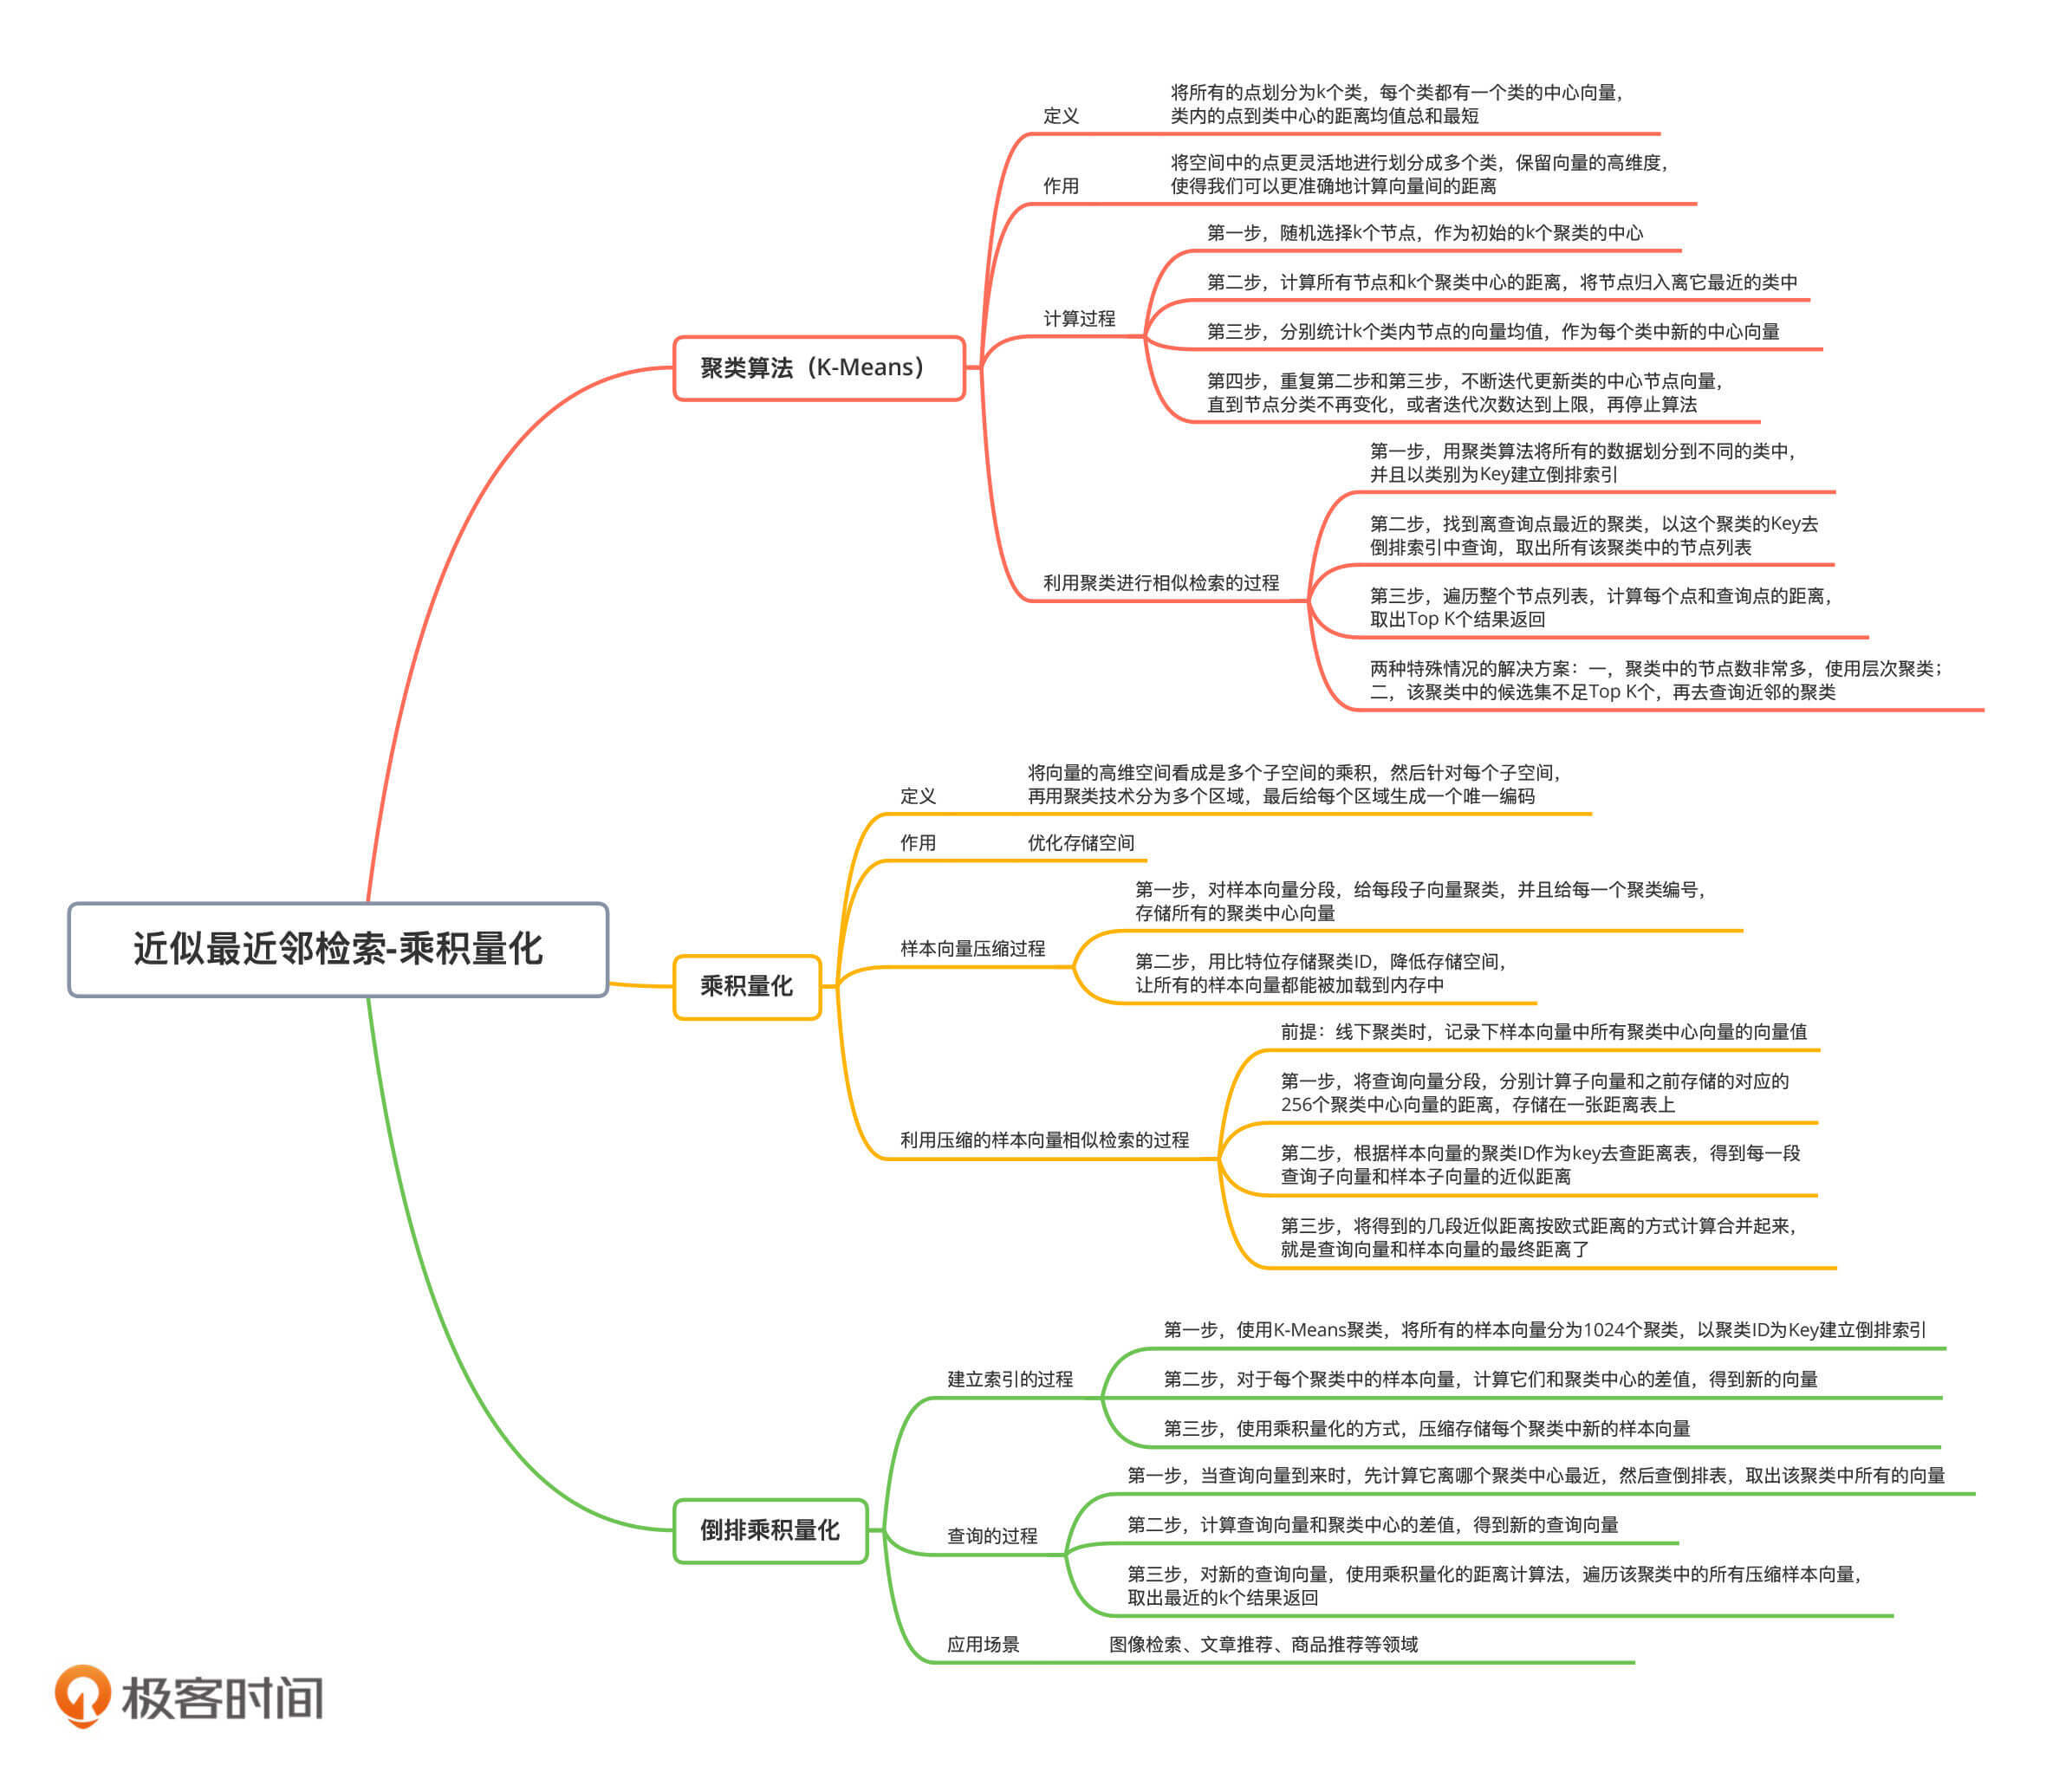 近似最近邻检索-乘积量化
聚类算法（K-Means）
定义
将所有的点划分为k个类，每个类都有一个类的中心向量，
类内的点到类中心的距离均值总和最短
作用
将空间中的点更灵活地进行划分成多个类，保留向量的高维度，
使得我们可以更准确地计算向量间的距离
计算过程
第一步，随机选择k个节点，作为初始的k个聚类的中心
第二步，计算所有节点和k个聚类中心的距离，将节点归入离它最近的类中
第三步，分别统计k个类内节点的向量均值，作为每个类中新的中心向量
第四步，重复第二步和第三步，不断迭代更新类的中心节点向量，
直到节点分类不再变化，或者迭代次数达到上限，再停止算法
利用聚类进行相似检索的过程
第一步，用聚类算法将所有的数据划分到不同的类中，
并且以类别为Key建立倒排索引
第二步，找到离查询点最近的聚类，以这个聚类的Key去
倒排索引中查询，取出所有该聚类中的节点列表
第三步，遍历整个节点列表，计算每个点和查询点的距离，
取出Top K个结果返回
两种特殊情况的解决方案：一，聚类中的节点数非常多，使用层次聚类；
二，该聚类中的候选集不足Top K个，再去查询近邻的聚类
乘积量化
定义
将向量的高维空间看成是多个子空间的乘积，然后针对每个子空间，
再用聚类技术分为多个区域，最后给每个区域生成一个唯一编码
作用
优化存储空间
样本向量压缩过程
第一步，对样本向量分段，给每段子向量聚类，并且给每一个聚类编号，
存储所有的聚类中心向量
第二步，用比特位存储聚类ID，降低存储空间，
让所有的样本向量都能被加载到内存中
利用压缩的样本向量相似检索的过程
前提：线下聚类时，记录下样本向量中所有聚类中心向量的向量值
第一步，将查询向量分段，分别计算子向量和之前存储的对应的
256个聚类中心向量的距离，存储在一张距离表上
第二步，根据样本向量的聚类ID作为key去查距离表，得到每一段
查询子向量和样本子向量的近似距离
第三步，将得到的几段近似距离按欧式距离的方式计算合并起来，
就是查询向量和样本向量的最终距离了
倒排乘积量化
建立索引的过程
第一步，使用K-Means聚类，将所有的样本向量分为1024个聚类，以聚类ID为Key建立倒排索引
第二步，对于每个聚类中的样本向量，计算它们和聚类中心的差值，得到新的向量
第三步，使用乘积量化的方式，压缩存储每个聚类中新的样本向量
查询的过程
第一步，当查询向量到来时，先计算它离哪个聚类中心最近，然后查倒排表，取出该聚类中所有的向量
第二步，计算查询向量和聚类中心的差值，得到新的查询向量
第三步，对新的查询向量，使用乘积量化的距离计算法，遍历该聚类中的所有压缩样本向量，
取出最近的k个结果返回
应用场景
图像检索、文章推荐、商品推荐等领域
极客时间